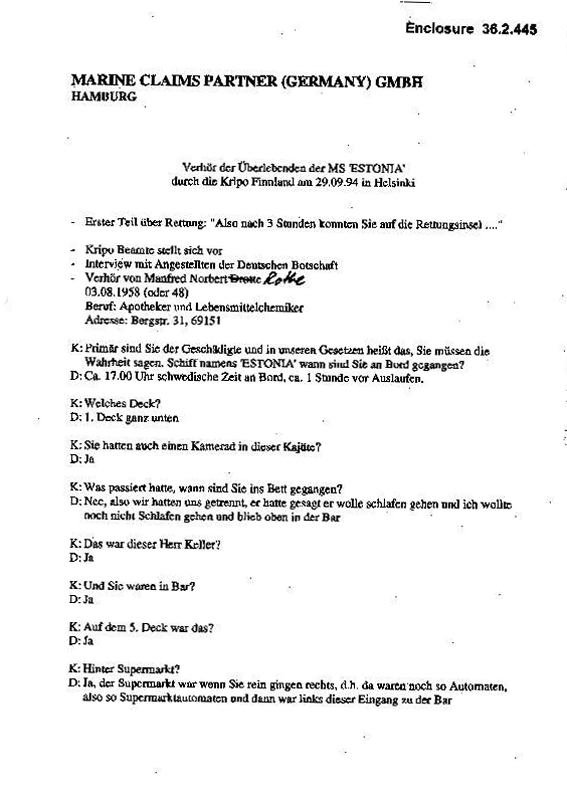 Enclosure 36.2.445
MARINE CLAIMS PARTNER (GERMANY) GMBH
HAMBURG
Verhör der Überlebenden der MS 'ESTONIA'
durch die Kripo Finnland am 29.09.94 in Helsinki
- Erster Teil über Rettung: "Also nach 3 Stunden konnten Sie auf die Rettungsinsel ...."
- Kripo Beamte stellt sich vor
- Interview mit Angestellten der Deutschen Botschaft
- Verhör von Manfred Norbert Rothe
03.08.1958 (oder 48)
Beruf: Apotheker und Lebensmittelchemiker
Adresse: Bergstr. 31, 69151
K: Primär sind Sie der Geschädigte und in unseren Gesetzen heißt das, Sie müssen die
Wahrheit sagen. Schiff namens 'ESTONIA' wann sind Sie an Bord gegangen?
D: Ca. 17.00 Uhr schwedische Zeit an Bord, ca. 1 Stunde vor Auslaufen.
K: Welches Deck?
D: 1. Deck ganz unten
K: Sie hatten auch einen Kamerad in dieser Kajüte?
D: Ja
K: Was passiert hatte, wann sind Sie ins Bett gegangen?
D: Nee, also wir hatten uns getrennt, er hatte gesagt er wolle schlafen gehen und ich wollte
noch nicht Schlafen gehen und blieb oben in der Bar
K: Das war dieser Herr Keller?
D: Ja
K: Und Sie waren in Bar?
D: Ja
K: Auf dem 5. Deck war das?
D: Ja
K: Hinter Supermarkt?
D: Ja, der Supermarkt war wenn Sie rein gingen rechts, d.h. da waren noch so Automaten,
also so Supermarktautomaten und dann war links dieser Eingang zu der Bar